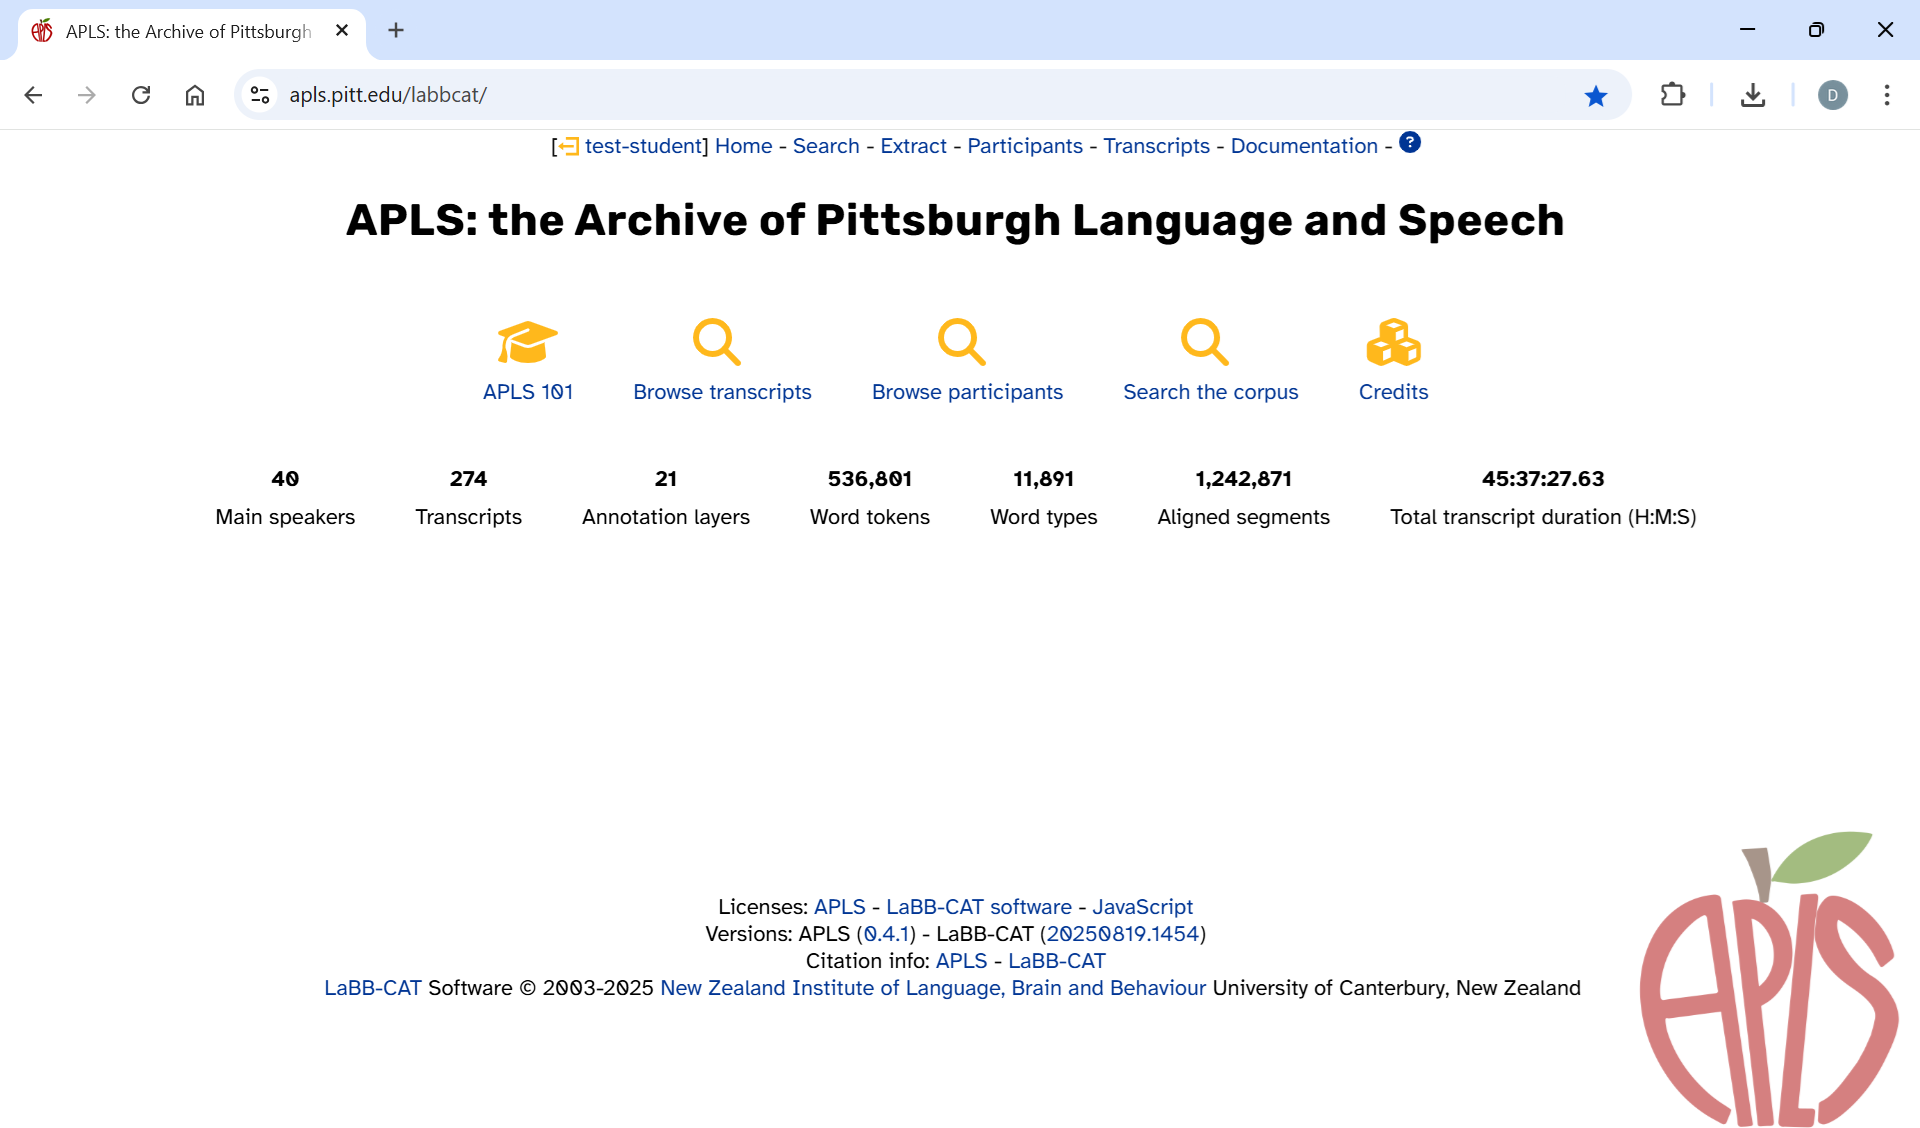 APLS: the Archive of Pittsburgh
apls.pitt.edu/labbcat/
D
[test-student] Home - Search - Extract - Participants - Transcripts - Documentation - ?
APLS: the Archive of Pittsburgh Language and Speech
APLS 101 Browse transcripts Browse participants Search the corpus Credits
40 274 21 536,801 11,891 1,242,871 45:37:27.63
Main speakers Transcripts Annotation layers Word tokens Word types Aligned segments Total transcript duration (H:M:S)
Licenses: APLS - LaBB-CAT software - JavaScript
Versions: APLS (0.4.1) - LaBB-CAT (20250819.1454)
Citation info: APLS - LaBB-CAT
LaBB-CAT Software © 2003-2025 New Zealand Institute of Language, Brain and Behaviour University of Canterbury, New Zealand
APLS